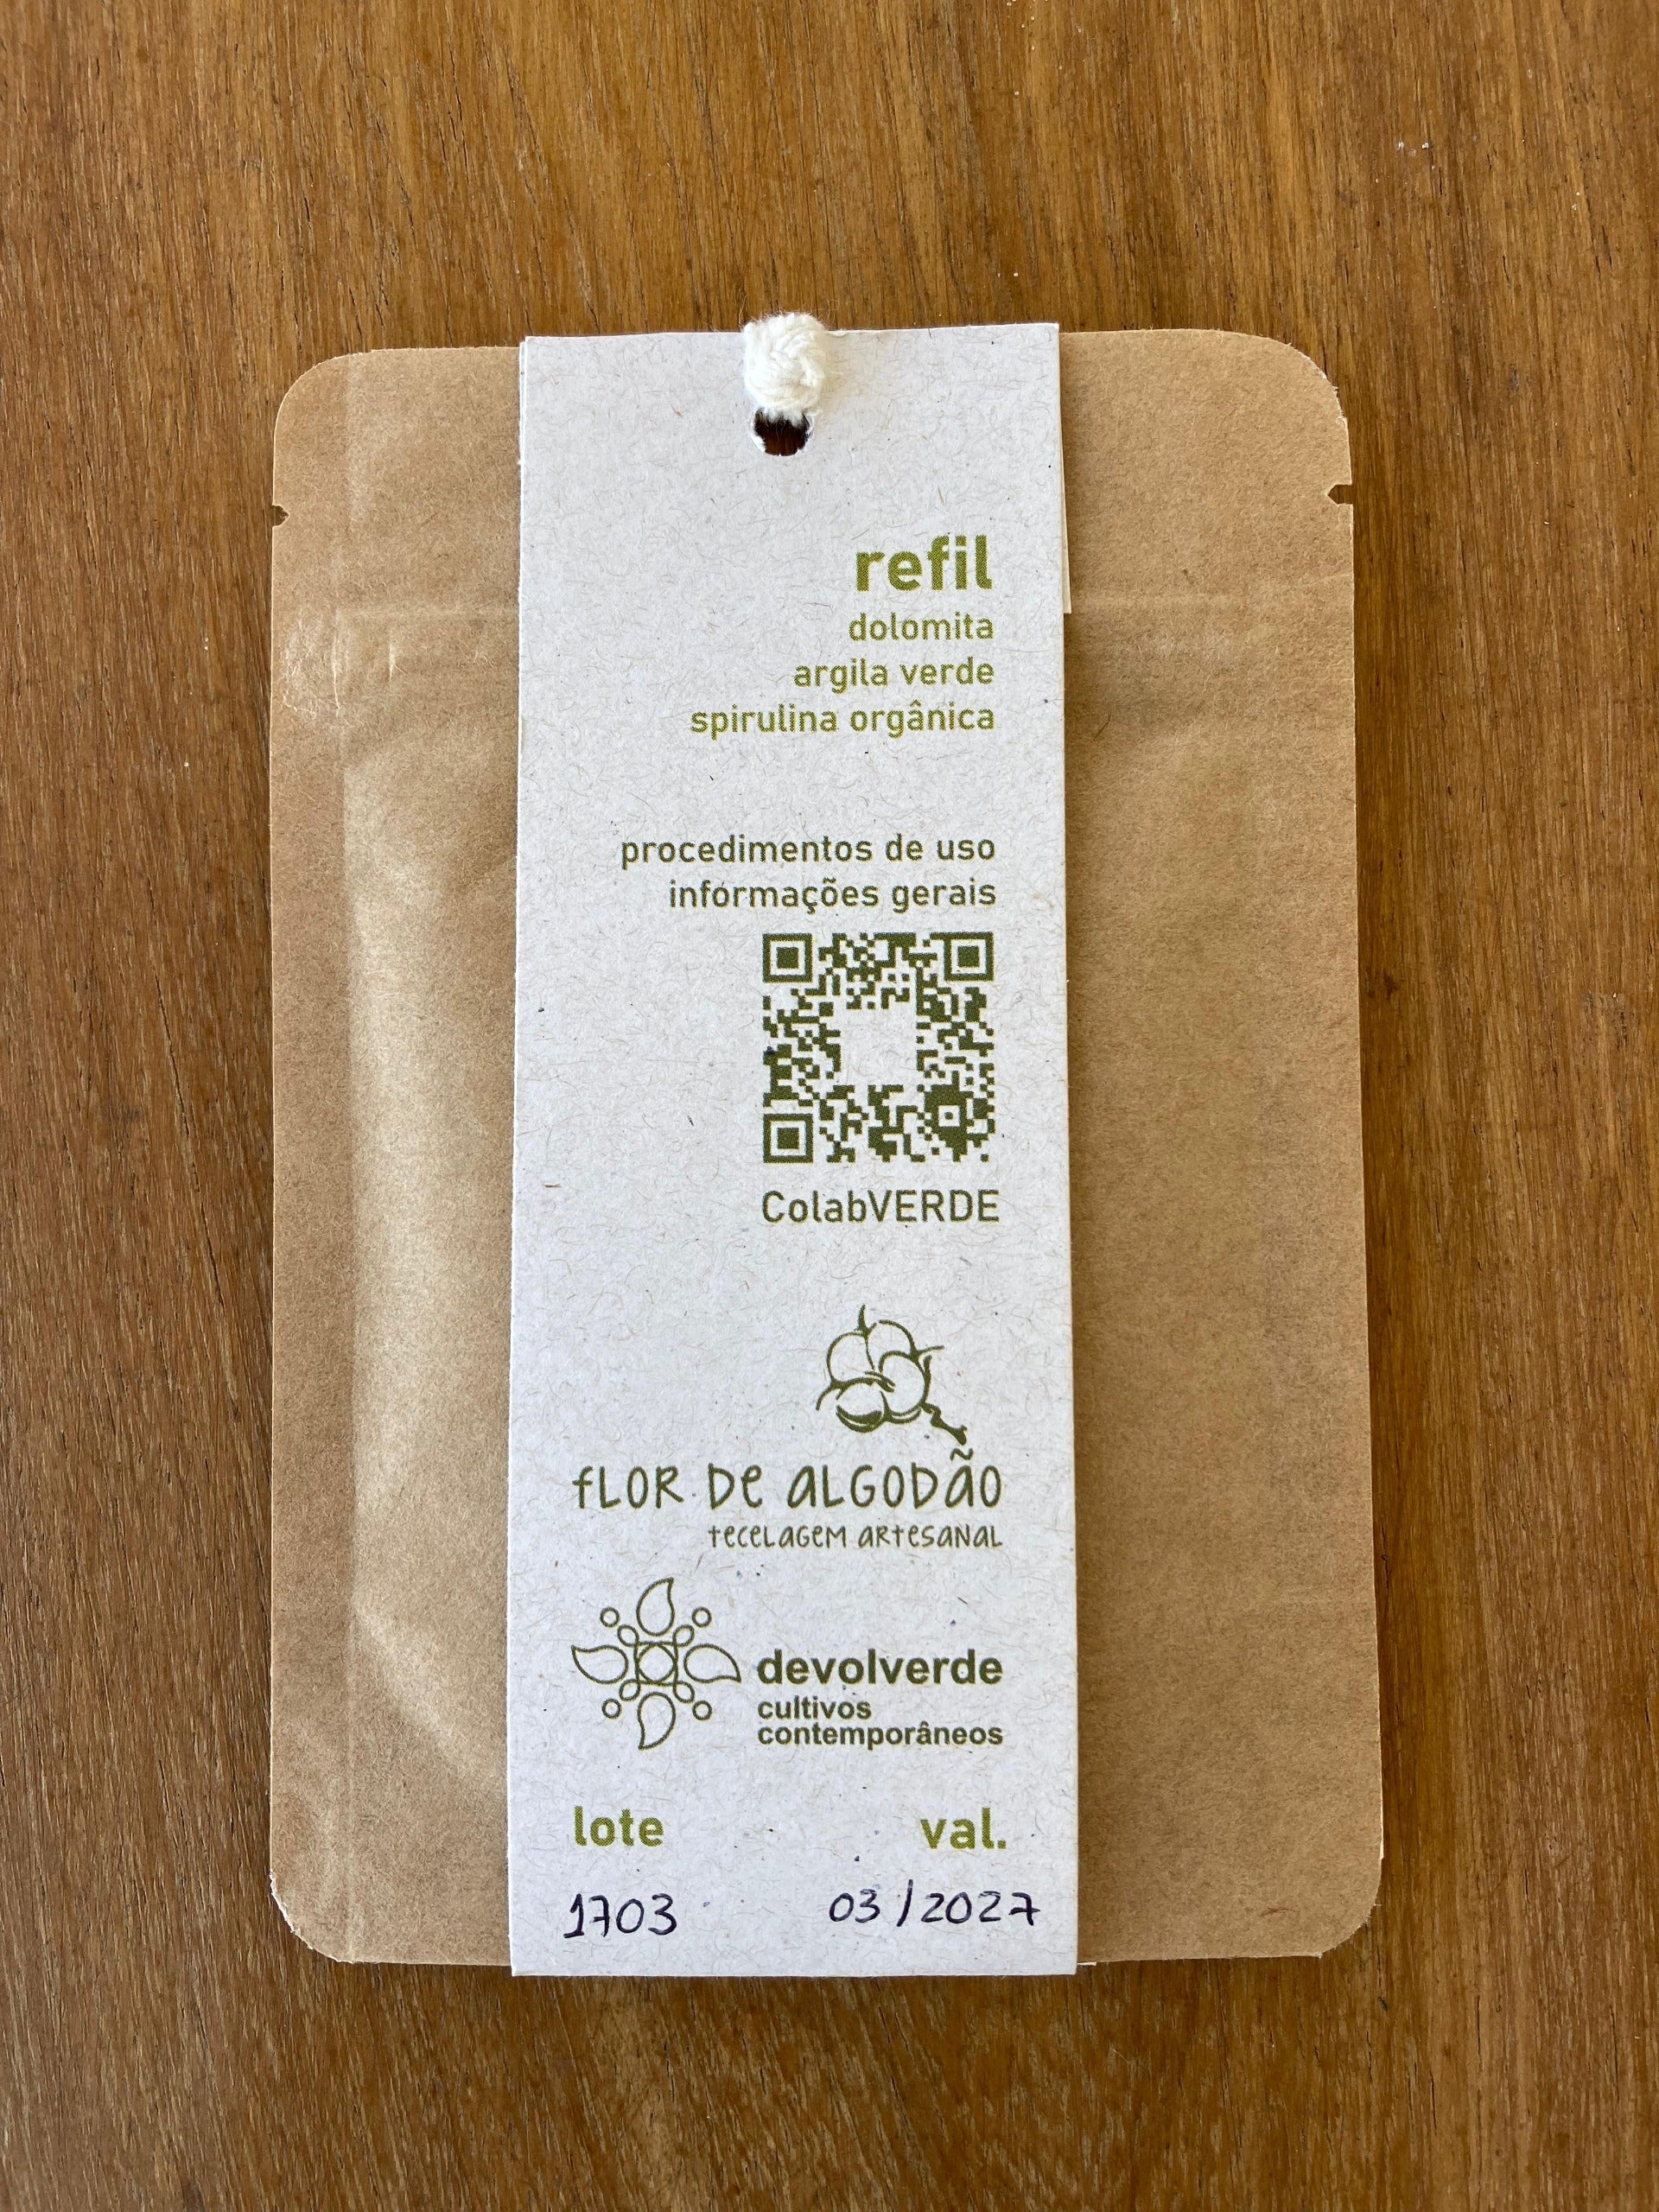 refil
dolomita
argila verde
spirulina orgânica
procedimentos de uso
informações gerais
ColabVERDE
fLOR De aLGODão
teceLaGeM aRtesaNaL
devolverde
cultivos
contemporâneos
lote val.
1703 03/2027